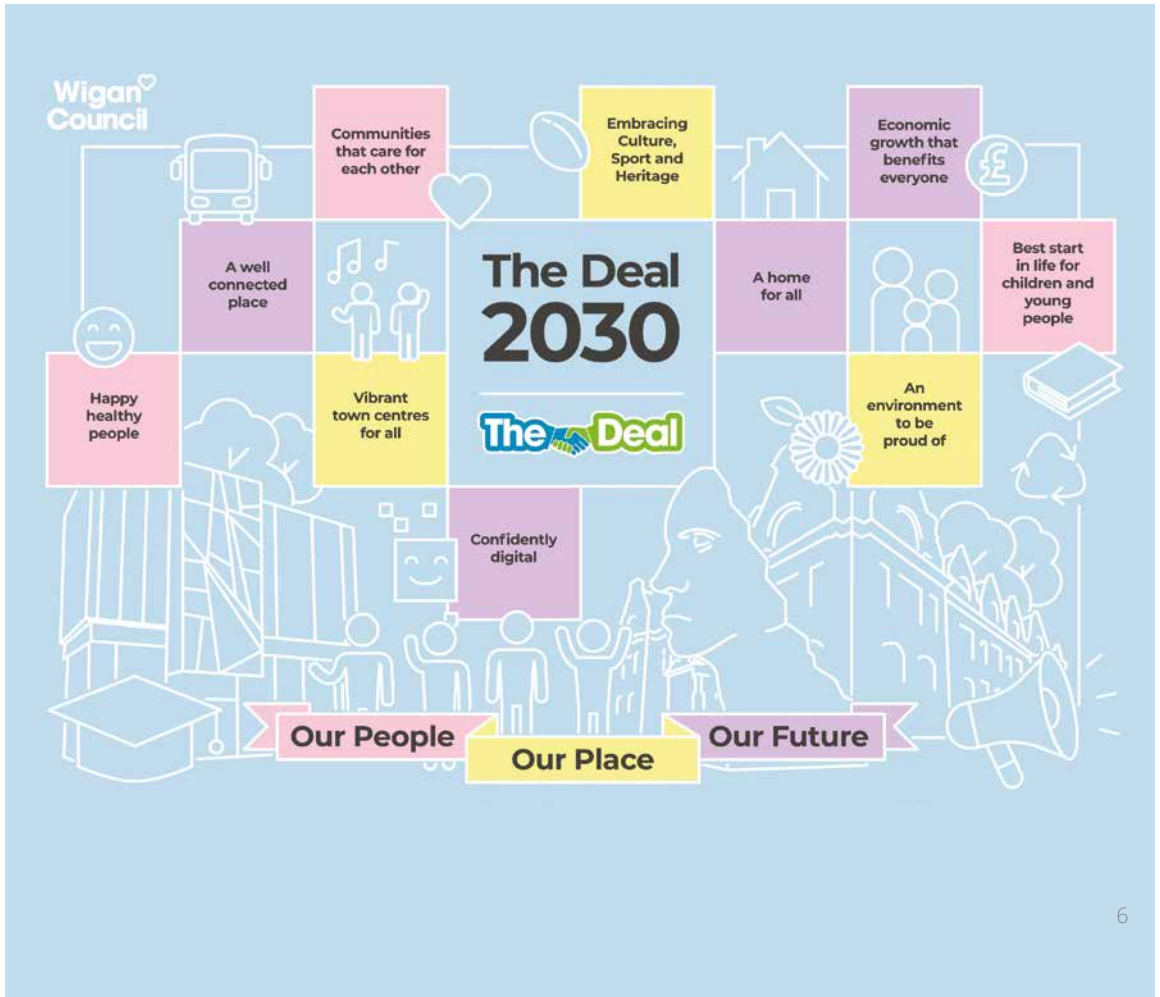 Wigan
Council
Communities
that care for
each other
Embracing
Culture,
Sport and
Heritage
Economic
growth that
benefits
everyone
£
A well
connected
place
The Deal
2030
A home
for all
Best start
in life for
children and
young
people
Happy
healthy
people
Vibrant
town centres
for all
The Deal
An
environment
to be
proud of
Confidently
digital
Our People
Our Place
Our Future
6